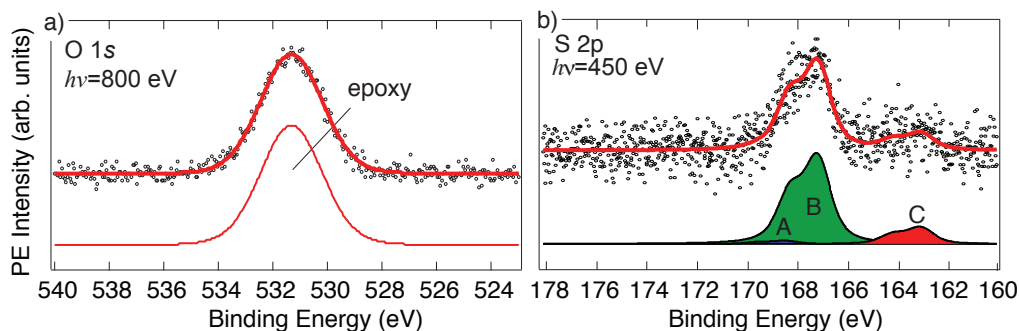 a)
O 1s
hν=800 eV
epoxy
PE Intensity (arb. units)
540 538 536 534 532 530 528 526 524
Binding Energy (eV)
b)
S 2p
hν=450 eV
A
B
C
178 176 174 172 170 168 166 164 162 160
Binding Energy (eV)